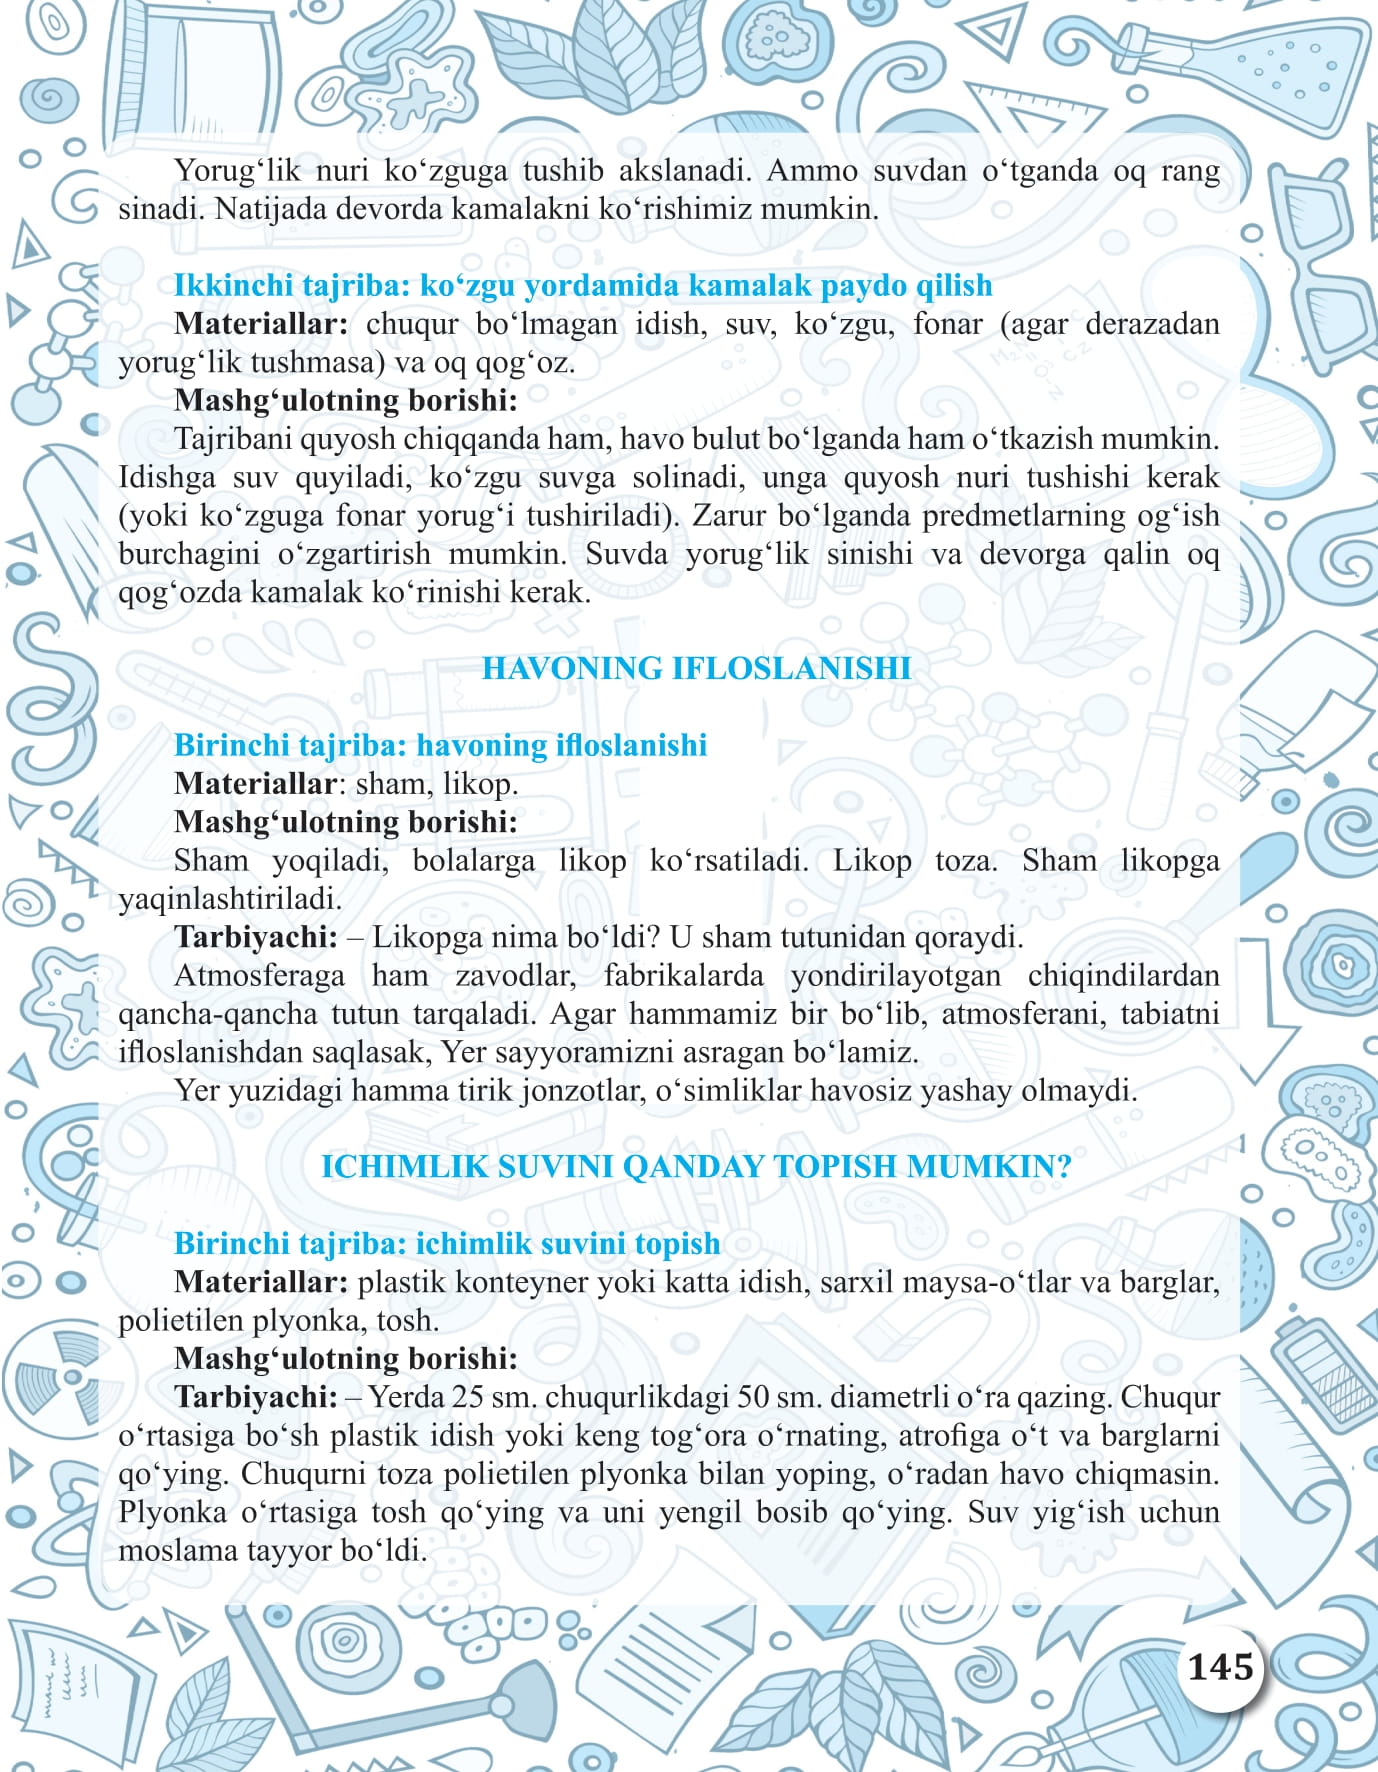 Yorug‘lik nuri ko‘zguga tushib akslanadi. Ammo suvdan o‘tganda oq rang
sinadi. Natijada devorda kamalakni ko‘rishimiz mumkin.
Ikkinchi tajriba: ko‘zgu yordamida kamalak paydo qilish
Materiallar: chuqur bo‘lmagan idish, suv, ko‘zgu, fonar (agar derazadan
yorug‘lik tushmasa) va oq qog‘oz.
Mashg‘ulotning borishi:
Tajribani quyosh chiqqanda ham, havo bulut bo‘lganda ham o‘tkazish mumkin.
Idishga suv quyiladi, ko‘zgu suvga solinadi, unga quyosh nuri tushishi kerak
(yoki ko‘zguga fonar yorug‘i tushiriladi). Zarur bo‘lganda predmetlarning og‘ish
burchagini o‘zgartirish mumkin. Suvda yorug‘lik sinishi va devorga qalin oq
qog‘ozda kamalak ko‘rinishi kerak.
HAVONING IFLOSLANISHI
Birinchi tajriba: havoning ifloslanishi
Materiallar: sham, likop.
Mashg‘ulotning borishi:
Sham yoqiladi, bolalarga likop ko‘rsatiladi. Likop toza. Sham likopga
yaqinlashtiriladi.
Tarbiyachi: – Likopga nima bo‘ldi? U sham tutunidan qoraydi.
Atmosferaga ham zavodlar, fabrikalarda yondirilayotgan chiqindilardan
qancha-qancha tutun tarqaladi. Agar hammamiz bir bo‘lib, atmosferani, tabiatni
ifloslanishdan saqlasak, Yer sayyoramizni asragan bo‘lamiz.
Yer yuzidagi hamma tirik jonzotlar, o‘simliklar havosiz yashay olmaydi.
ICHIMLIK SUVINI QANDAY TOPISH MUMKIN?
Birinchi tajriba: ichimlik suvini topish
Materiallar: plastik konteyner yoki katta idish, sarxil maysa-o‘tlar va barglar,
polietilen plyonka, tosh.
Mashg‘ulotning borishi:
Tarbiyachi: – Yerda 25 sm. chuqurlikdagi 50 sm. diametrli o‘ra qazing. Chuqur
o‘rtasiga bo‘sh plastik idish yoki keng tog‘ora o‘rnating, atrofiga o‘t va barglarni
qo‘ying. Chuqurni toza polietilen plyonka bilan yoping, o‘radan havo chiqmasin.
Plyonka o‘rtasiga tosh qo‘ying va uni yengil bosib qo‘ying. Suv yig‘ish uchun
moslama tayyor bo‘ldi.
145